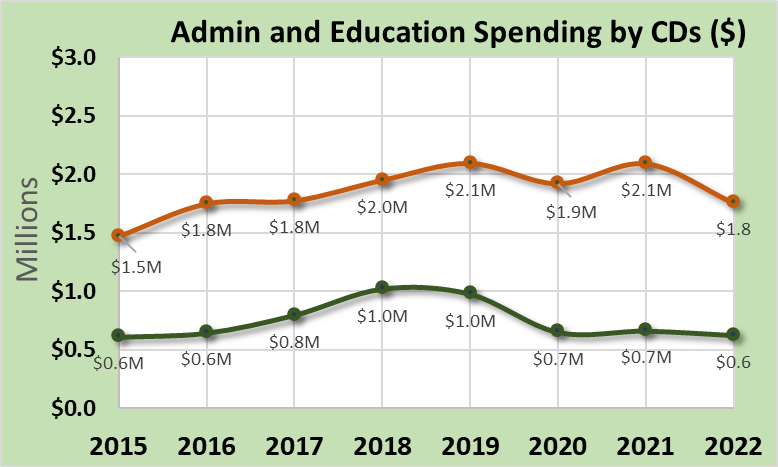 Admin and Education Spending by CDs ($)
Millions
$3.0
$2.5
$2.0
$1.5
$1.0
$0.5
$0.0
$1.5M
$1.8M
$1.8M
$2.0M
$2.1M
$1.9M
$2.1M
$1.8
$0.6M
$0.6M
$0.8M
$1.0M
$1.0M
$0.7M
$0.7M
$0.6
2015 2016 2017 2018 2019 2020 2021 2022